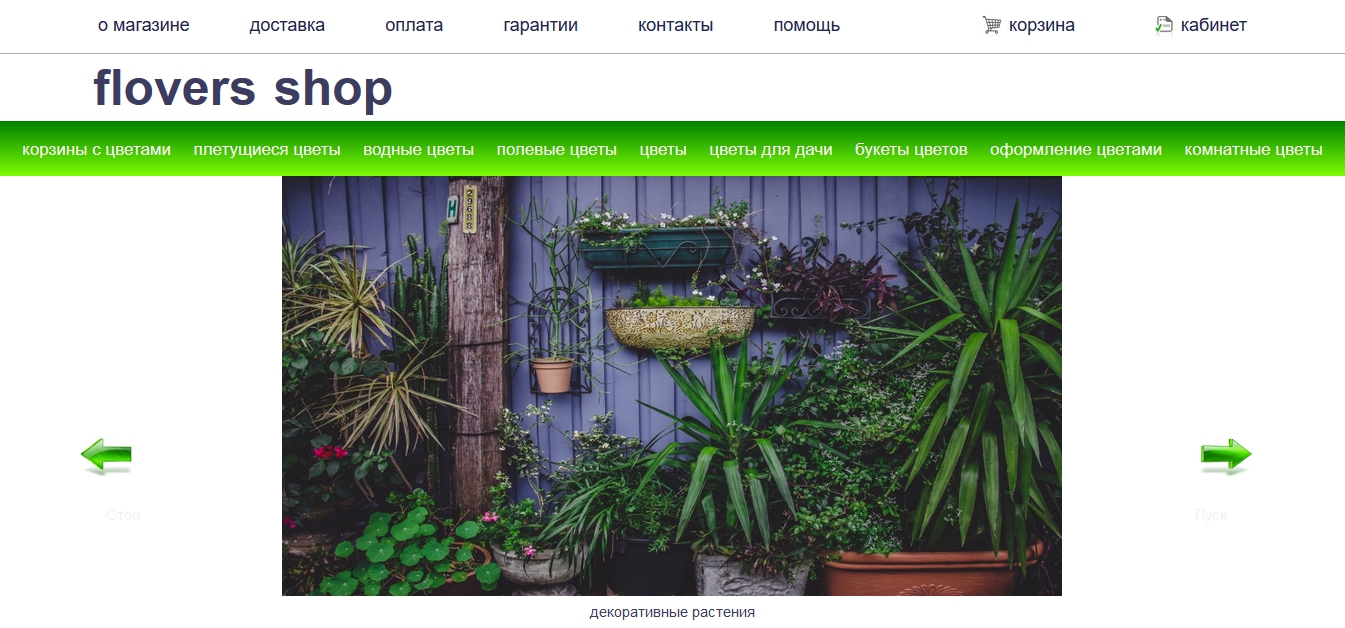 о магазине доставка оплата гарантии контакты помощь корзина кабинет
flovers shop
корзины с цветами плетущиеся цветы водные цветы полевые цветы цветы цветы для дачи букеты цветов оформление цветами комнатные цветы
29688
Стоп Пуск
декоративные растения